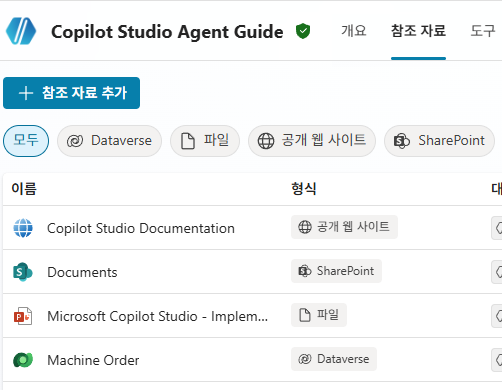 Copilot Studio Agent Guide 개요 참조 자료 도구
+ 참조 자료 추가
모두 Dataverse 파일 공개 웹 사이트 SharePoint
이름 형식
Copilot Studio Documentation 공개 웹 사이트
Documents SharePoint
Microsoft Copilot Studio - Implem... 파일
Machine Order Dataverse